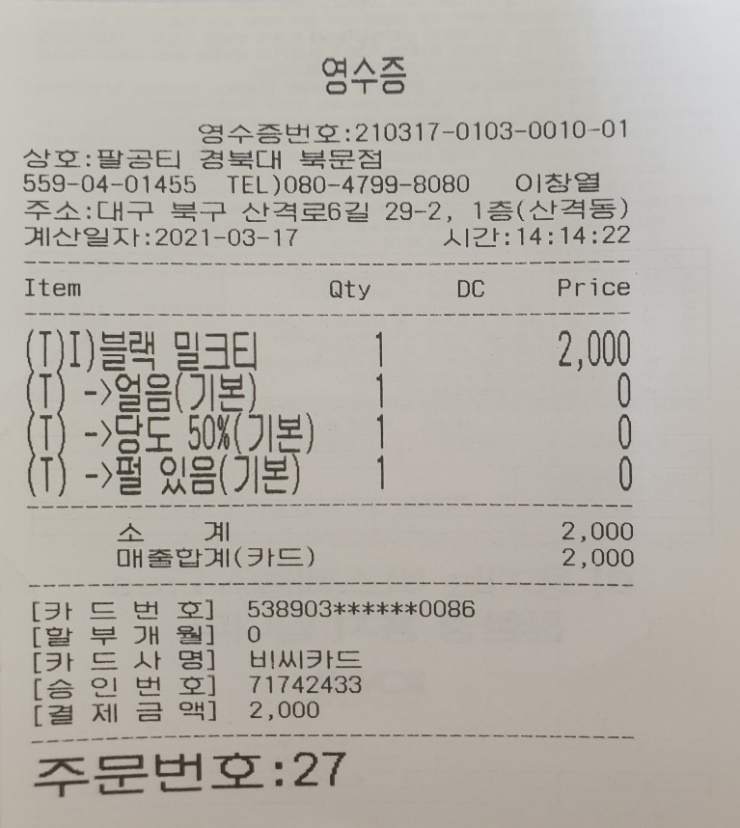 영수증
영수증번호:210317-0103-0010-01
상호:팔공티 경북대 북문점
559-04-01455 TEL)080-4799-8080 이창열
주소:대구 북구 산격로6길 29-2, 1층(산격동)
계산일자:2021-03-17 시간:14:14:22
Item Qty DC Price
(T)I)블랙 밀크티 1 2,000
(T) ->얼음(기본) 1 0
(T) ->당도 50%(기본) 1 0
(T) ->펄 있음(기본) 1 0
소 계 2,000
매출합계(카드) 2,000
[카 드 번 호] 538903******0086
[할 부 개 월] 0
[카 드 사 명] 비씨카드
[승 인 번 호] 71742433
[결 제 금 액] 2,000
주문번호:27